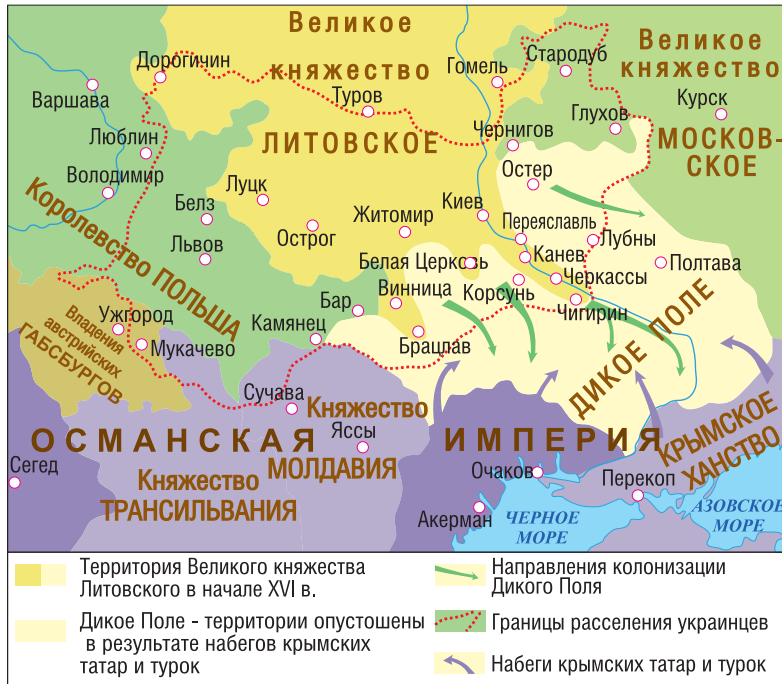 Великое
княжество
ЛИТОВСКОЕ
Великое
княжество
МОСКОВ-
СКОЕ
Дорогичин
Варшава
Туров
Гомель
Стародуб
Курск
Глухов
Чернигов
Люблин
Володимир
Остер
Луцк
Белз
Киев
Житомир
Острог
Львов
Переяславль
Лубны
Канев
Полтава
Белая Церковь
Черкассы
Корсунь
Винница
Чигирин
Бар
Брацлав
Камянец
Королевство ПОЛЬША
Ужгород
Мукачево
Владения
австрийских
ГАБСБУРГОВ
ДИКОЕ ПОЛЕ
Сучава
Княжество
МОЛДАВИЯ
Яссы
ОСМАНСКАЯ ИМПЕРИЯ
КРЫМСКОЕ
ХАНСТВО
Сегед
Княжество
ТРАНСИЛЬВАНИЯ
Очаков
Перекоп
Акерман
ЧЕРНОЕ
МОРЕ
АЗОВСКОЕ
МОРЕ
Территория Великого княжества
Литовского в начале XVI в.
Дикое Поле - территории опустошены
в результате набегов крымских
татар и турок
Направления колонизации
Дикого Поля
Границы расселения украинцев
Набеги крымских татар и турок